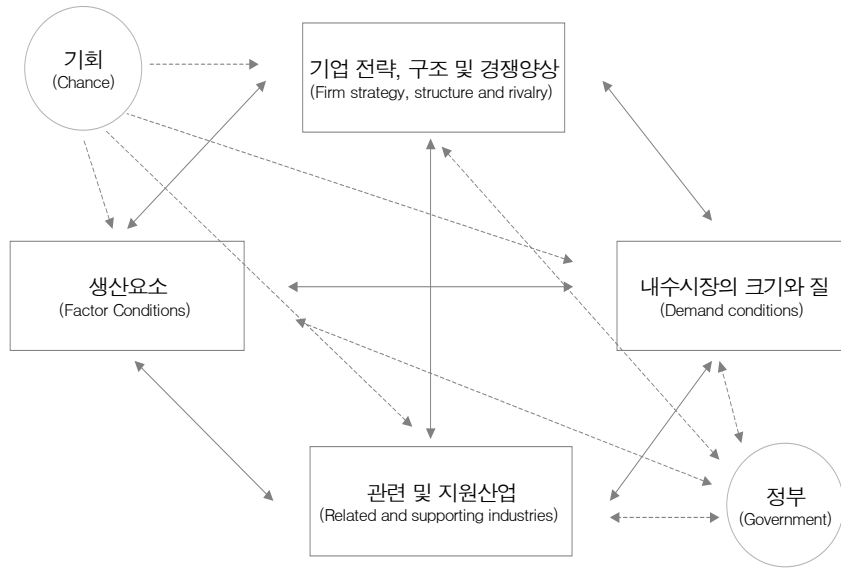 기회
(Chance)
기업 전략, 구조 및 경쟁양상
(Firm strategy, structure and rivalry)
생산요소
(Factor Conditions)
내수시장의 크기와 질
(Demand conditions)
관련 및 지원산업
(Related and supporting industries)
정부
(Government)